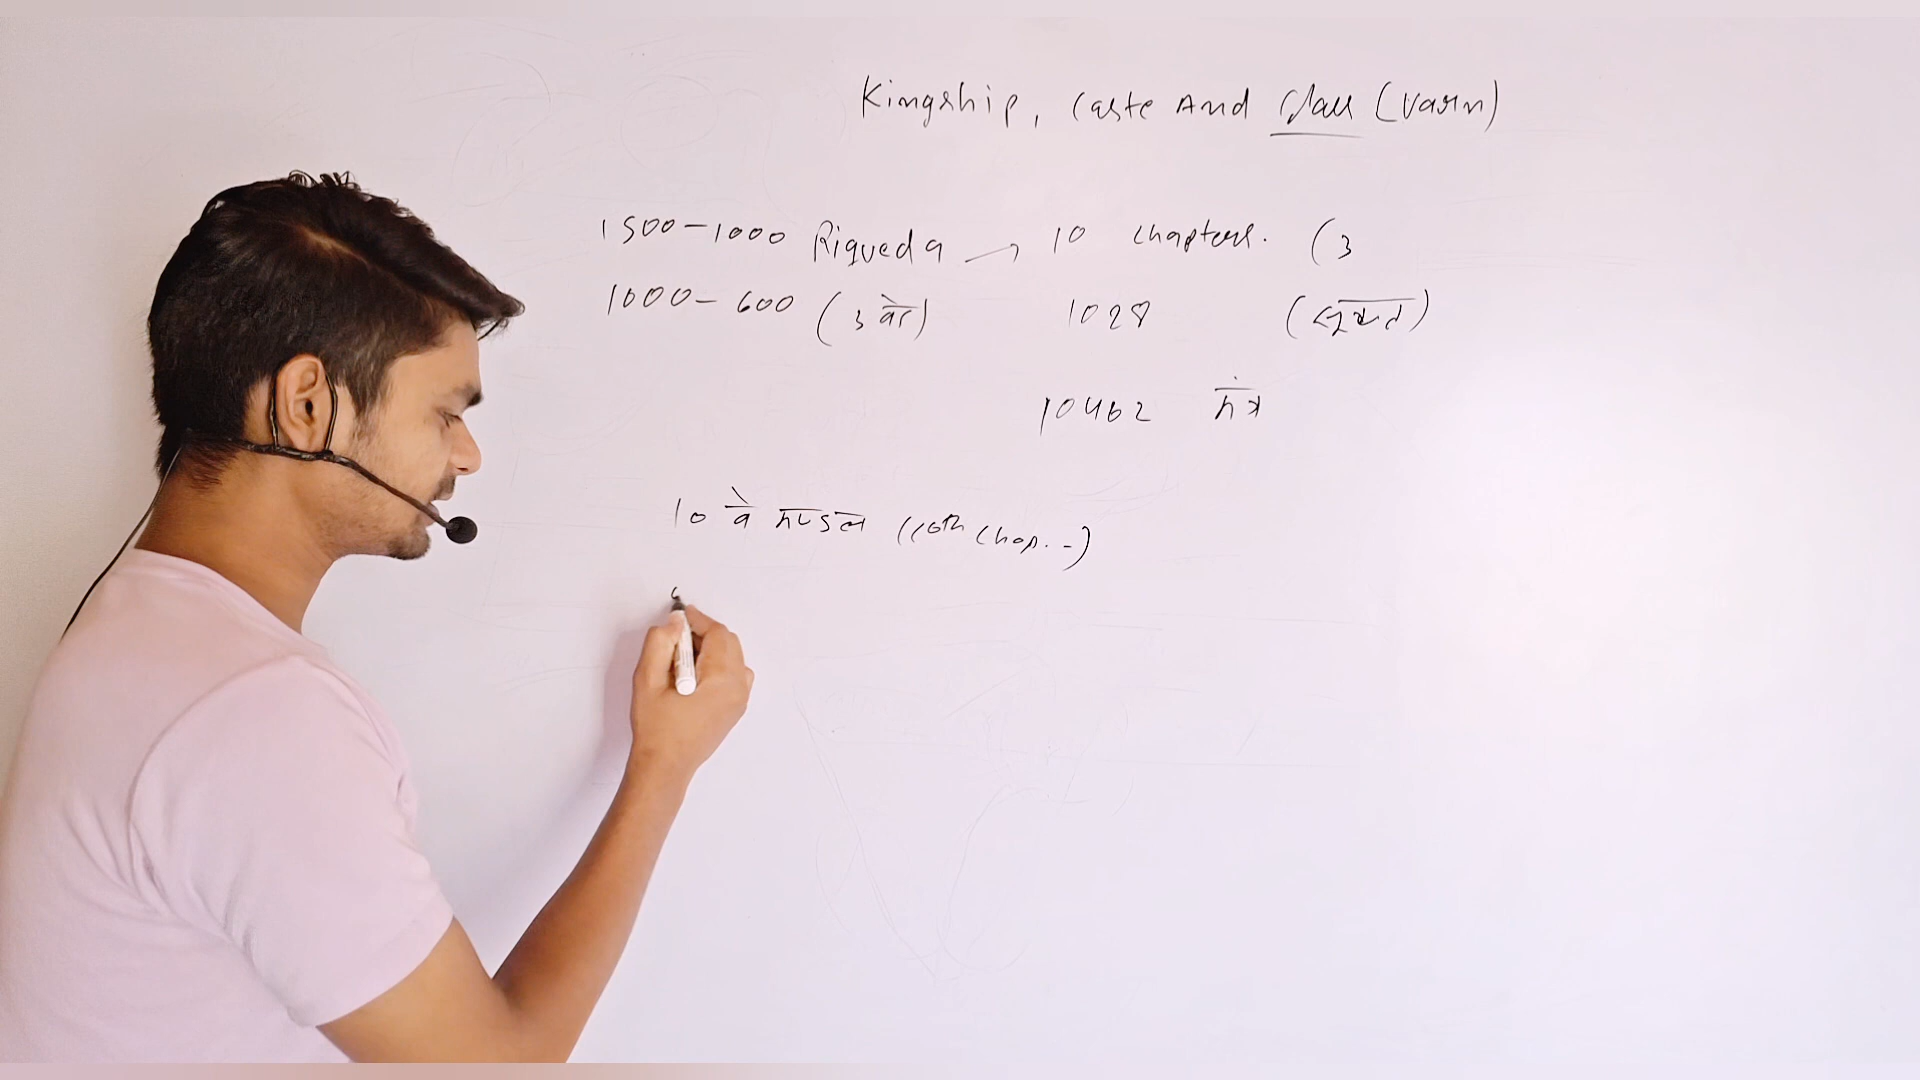 Kingship, Caste And Class (Varn)
1500-1000 Rigveda → 10 Chapters. (3
1000-600 (3 वेद) 1028 (सूक्त)
10462 मंत्र
10 वें मण्डल (10th Chap. -)